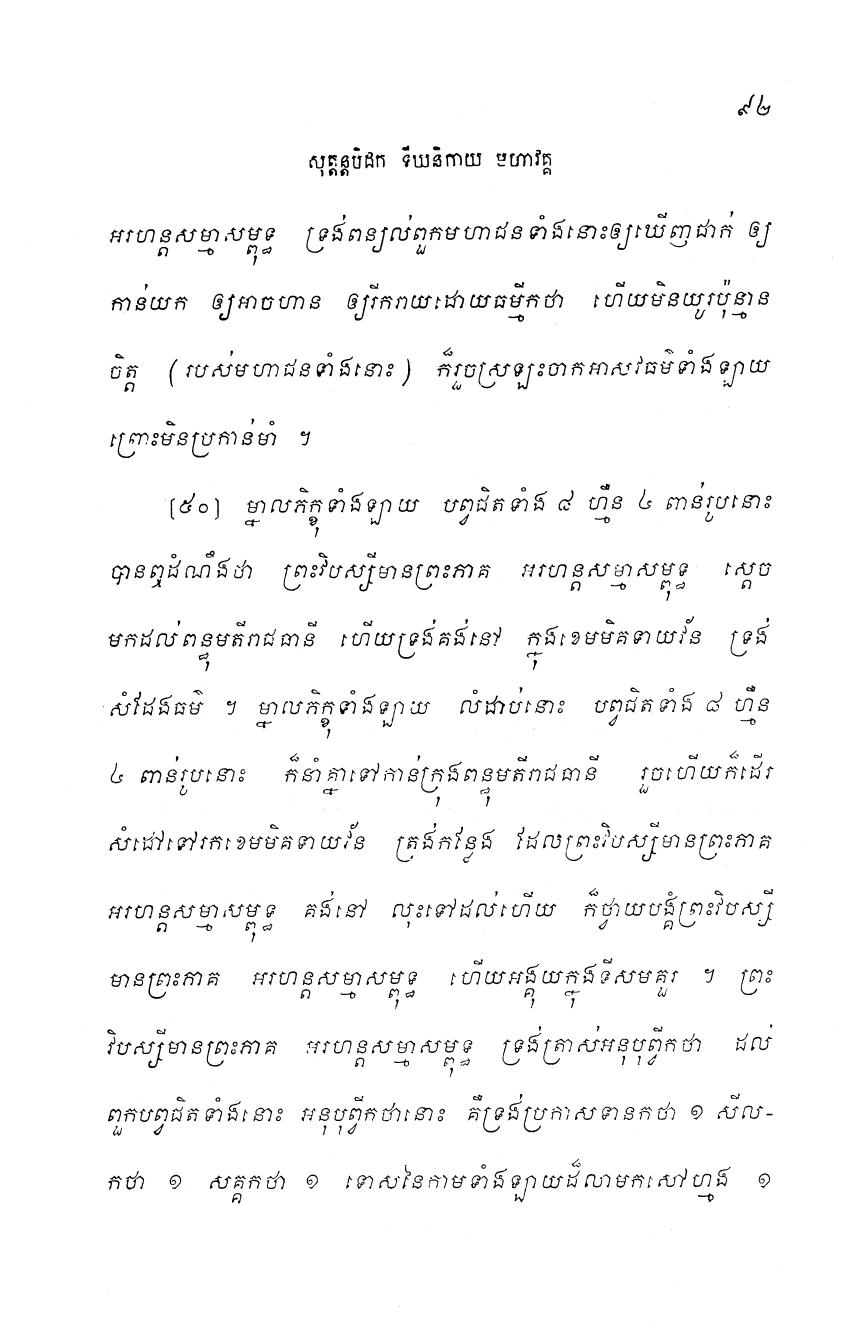 ៩២
សុត្តន្តបិដក ទីឃនិកាយ មហាវគ្គ
អរហន្តសម្មាសម្ពុទ្ធ ទ្រង់ពន្យល់ពួកមហាជនទាំងនោះឲ្យឃើញជាក់ ឲ្យ
កាន់យក ឲ្យអាចហាន ឲ្យរីករាយដោយធម្មីកថា ហើយមិនយូរប៉ុន្មាន
ចិត្ត (របស់មហាជនទាំងនោះ) ក៏រួចស្រឡះចាកអាសវធម៌ទាំងឡាយ
ព្រោះមិនប្រកាន់មាំ ។
[៥០] ម្នាលភិក្ខុទាំងឡាយ បព្វជិតទាំង ៨ ហ្មឺន ៤ ពាន់រូបនោះ
បានឮដំណឹងថា ព្រះវិបស្សីមានព្រះភាគ អរហន្តសម្មាសម្ពុទ្ធ ស្តេច
មកដល់ពន្ធុមតីរាជធានី ហើយទ្រង់គង់នៅ ក្នុងខេមមិគទាយវ័ន ទ្រង់
សំដែងធម៌ ។ ម្នាលភិក្ខុទាំងឡាយ លំដាប់នោះ បព្វជិតទាំង ៨ ហ្មឺន
៤ ពាន់រូបនោះ ក៏នាំគ្នាទៅកាន់ក្រុងពន្ធុមតីរាជធានី រួចហើយក៏ដើរ
សំដៅទៅរកខេមមិគទាយវ័ន ត្រង់កន្លែង ដែលព្រះវិបស្សីមានព្រះភាគ
អរហន្តសម្មាសម្ពុទ្ធ គង់នៅ លុះទៅដល់ហើយ ក៏ថ្វាយបង្គំព្រះវិបស្សី
មានព្រះភាគ អរហន្តសម្មាសម្ពុទ្ធ ហើយអង្គុយក្នុងទីសមគួរ ។ ព្រះ
វិបស្សីមានព្រះភាគ អរហន្តសម្មាសម្ពុទ្ធ ទ្រង់ត្រាស់អនុបុព្វីកថា ដល់
ពួកបព្វជិតទាំងនោះ អនុបុព្វីកថានោះ គឺទ្រង់ប្រកាសទានកថា ១ សីល-
កថា ១ សគ្គកថា ១ ទោសនៃកាមទាំងឡាយដ៏លាមកសៅហ្មង ១